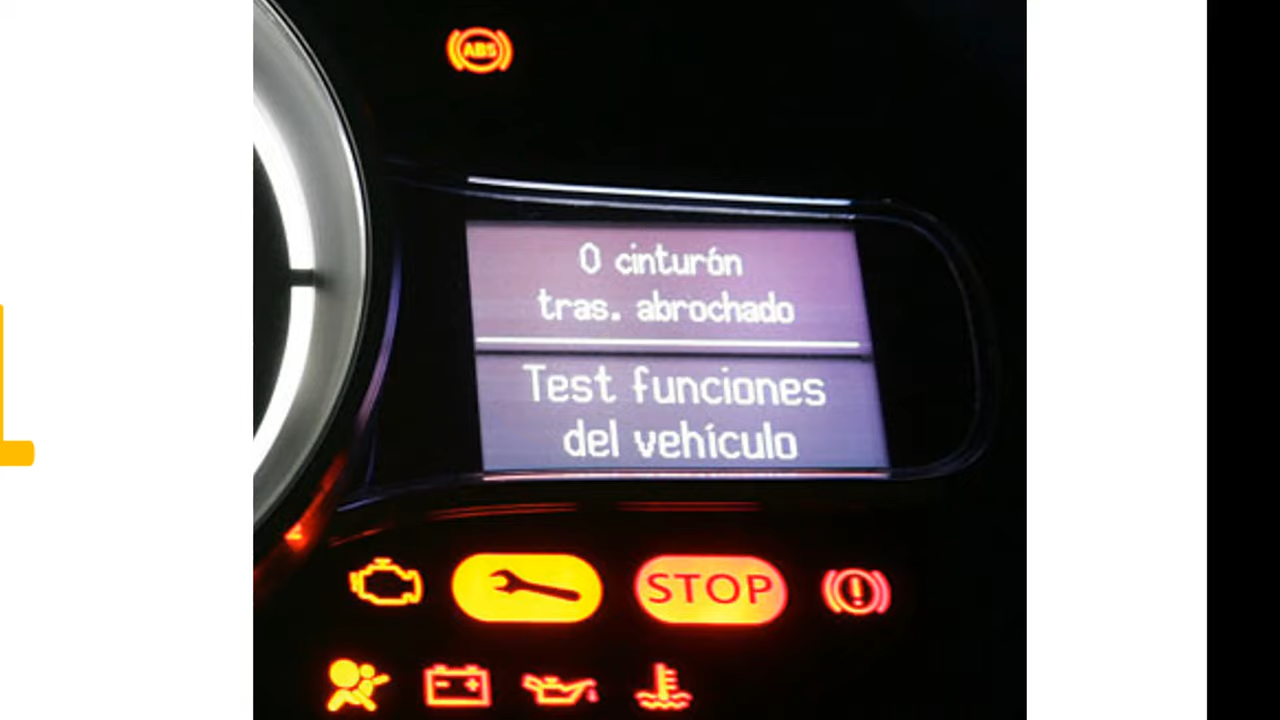 ABS
0 cinturón
tras. abrochado
Test funciones
del vehículo
STOP